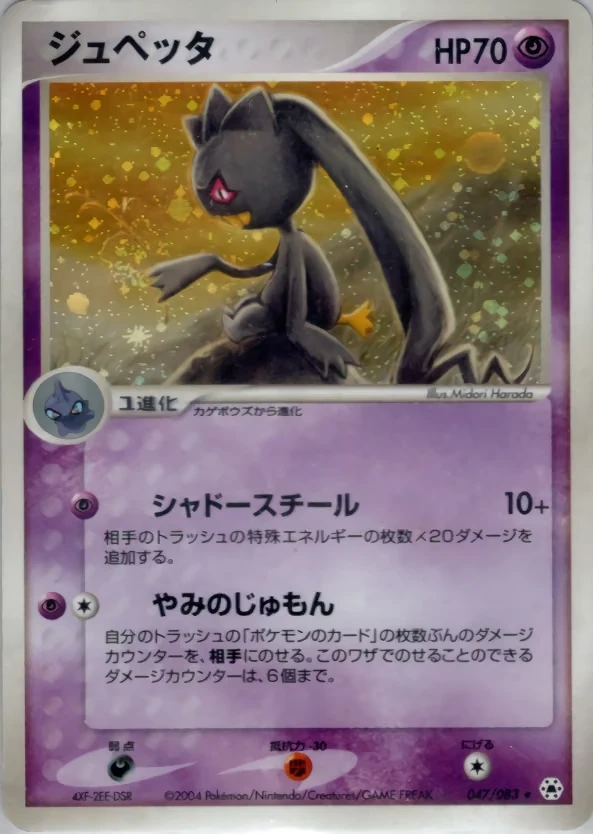 ジュペッタ
HP70
Illus. Midori Harada
1進化
カゲボウズから進化
シャドースチール 10+
相手のトラッシュの特殊エネルギーの枚数×20ダメージを
追加する。
やみのじゅもん
自分のトラッシュの「ポケモンのカード」の枚数ぶんのダメージ
カウンターを、相手にのせる。このワザでのせることのできる
ダメージカウンターは、6個まで。
弱点 抵抗力 -30 にげる
4XF-2EE-DSR ©2004 Pokémon/Nintendo/Creatures/GAME FREAK 047/083